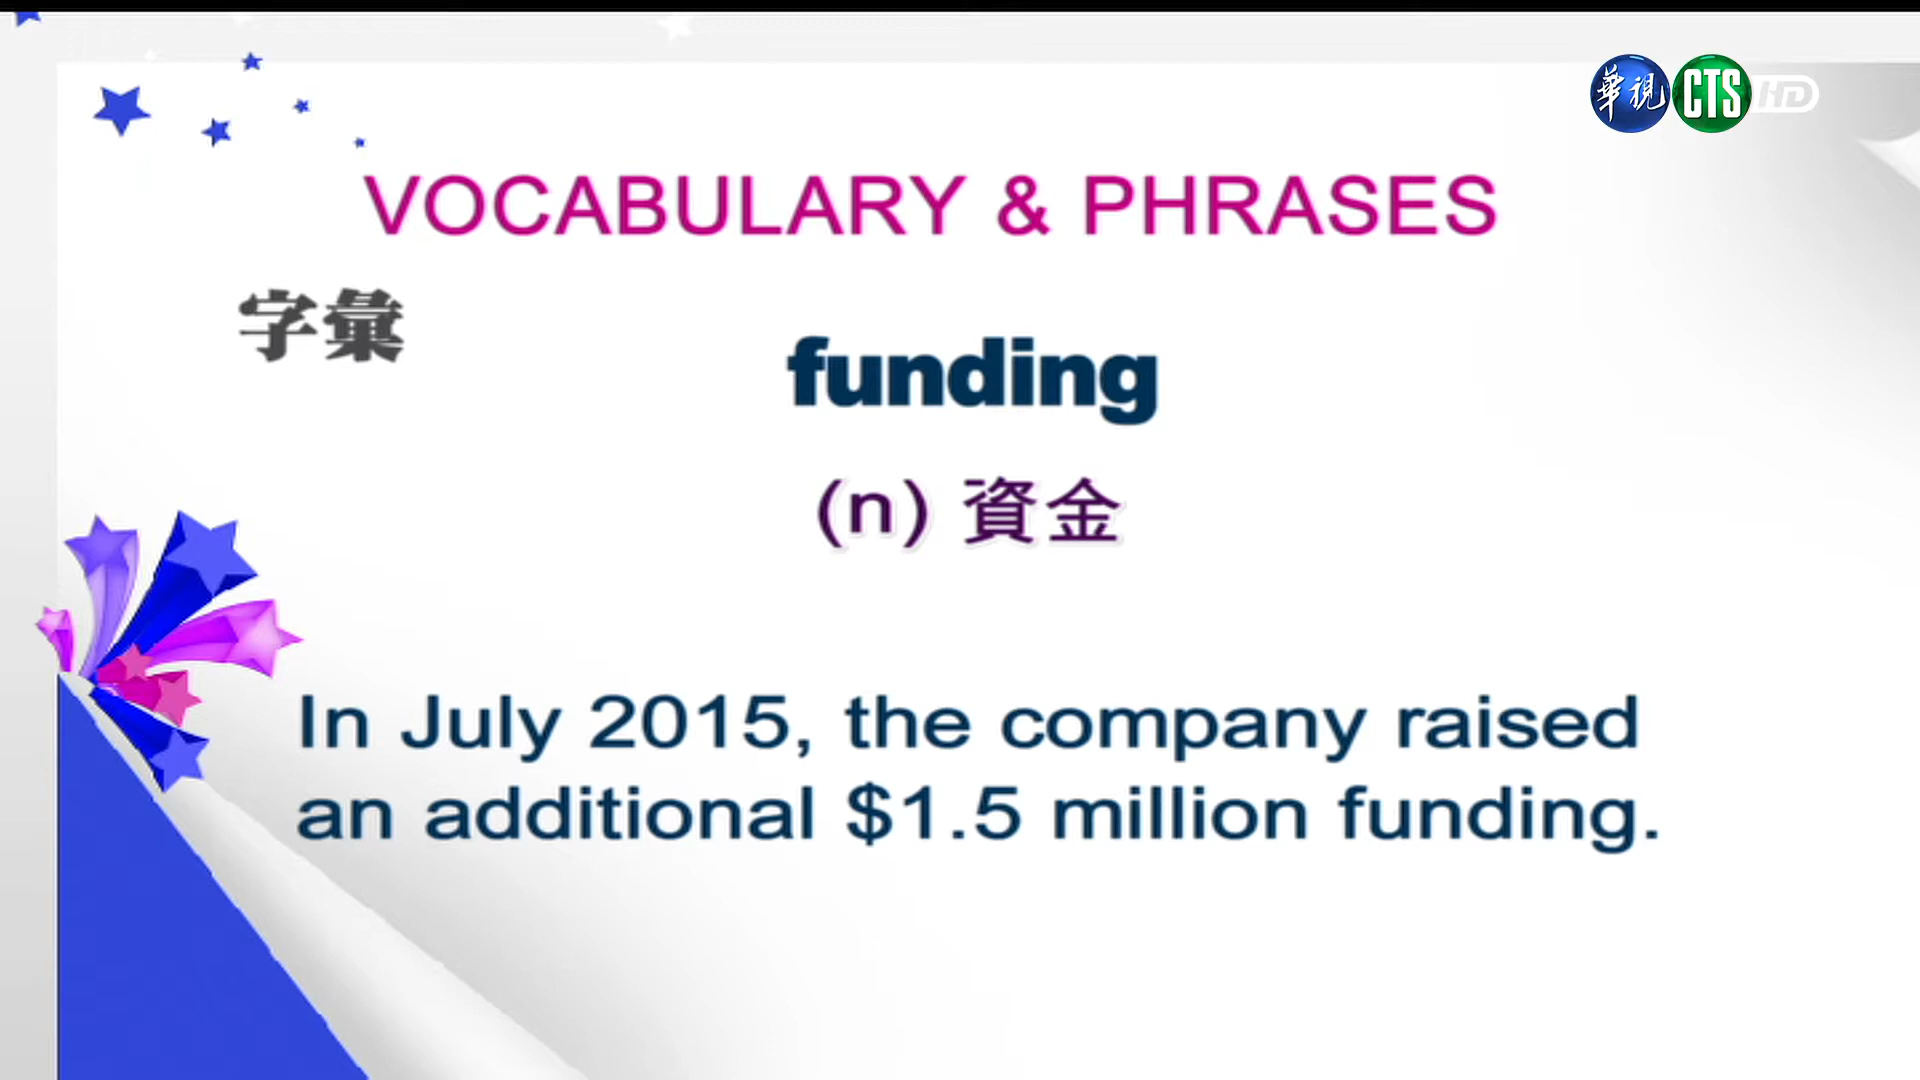 華視 CTS HD
VOCABULARY & PHRASES
字彙
funding
(n) 資金
In July 2015, the company raised
an additional $1.5 million funding.